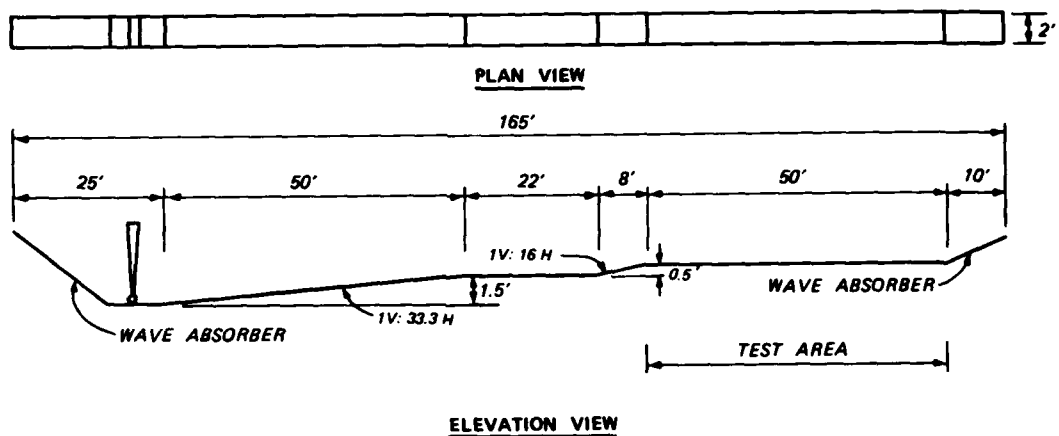 2'
PLAN VIEW
165'
25' 50' 22' 8' 50' 10'
1V: 16 H
0.5'
1.5'
WAVE ABSORBER
1V: 33.3 H
WAVE ABSORBER
TEST AREA
ELEVATION VIEW